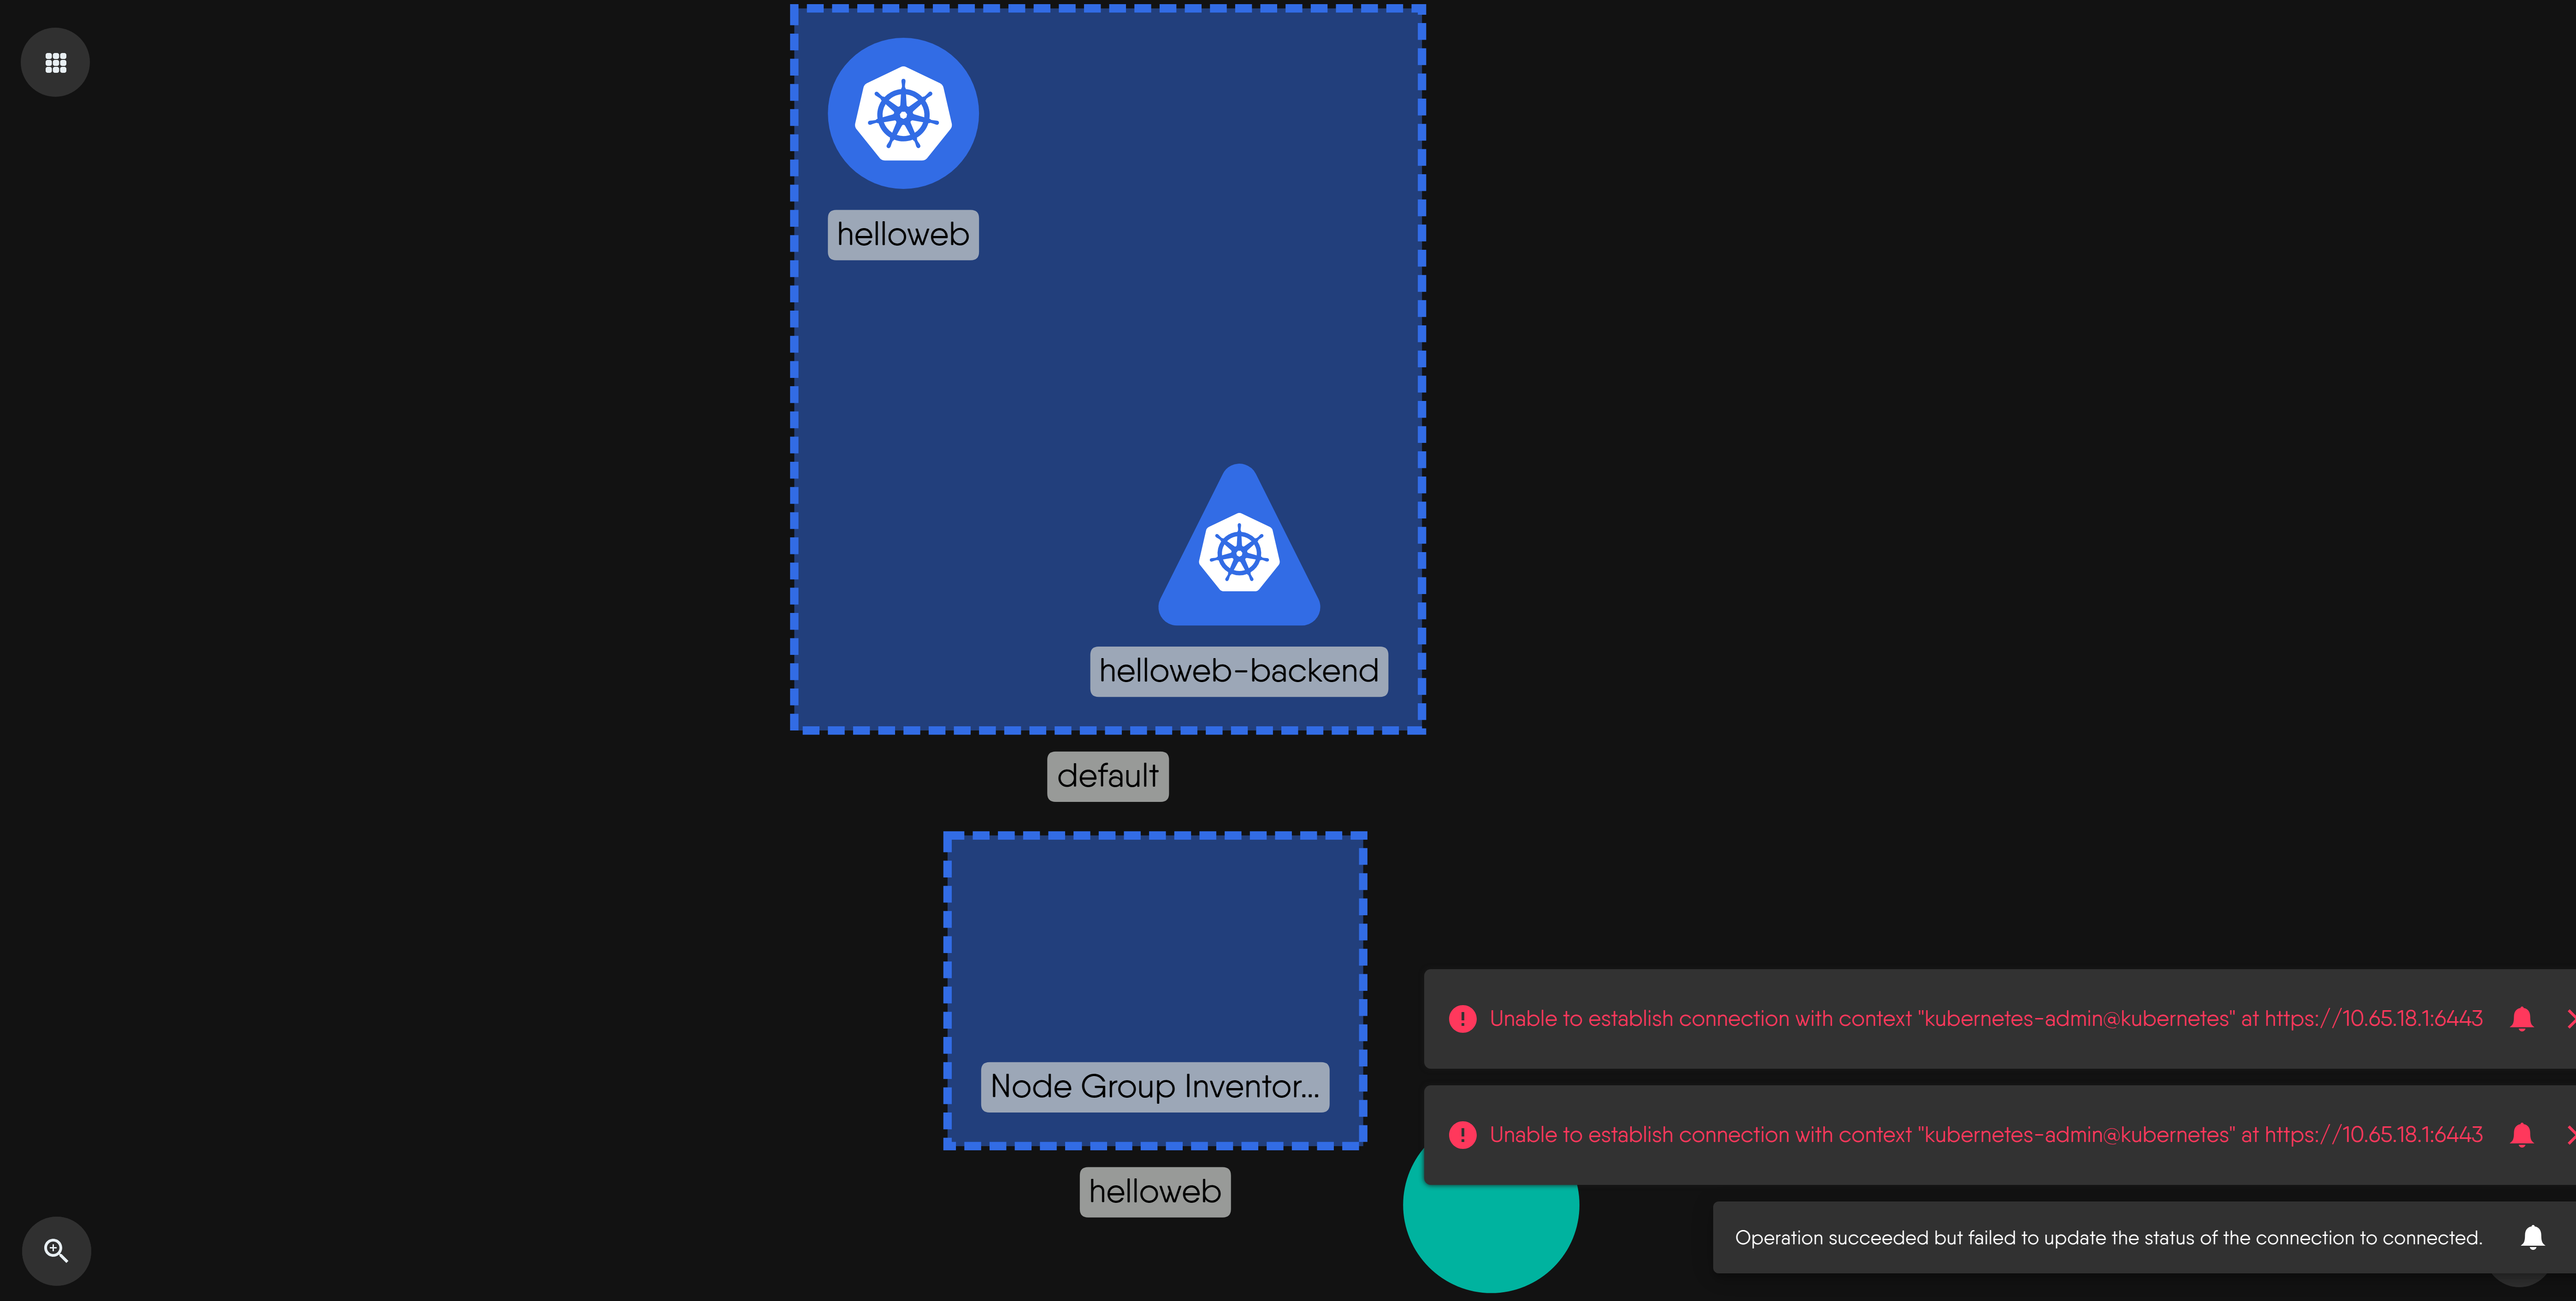 helloweb
helloweb-backend
default
Node Group Inventor...
helloweb
Unable to establish connection with context "kubernetes-admin@kubernetes" at https://10.65.18.1:6443
Unable to establish connection with context "kubernetes-admin@kubernetes" at https://10.65.18.1:6443
Operation succeeded but failed to update the status of the connection to connected.